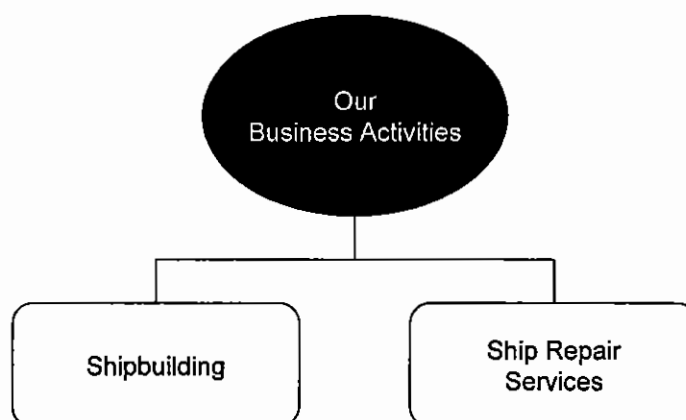 Our
Business Activities
Shipbuilding
Ship Repair
Services